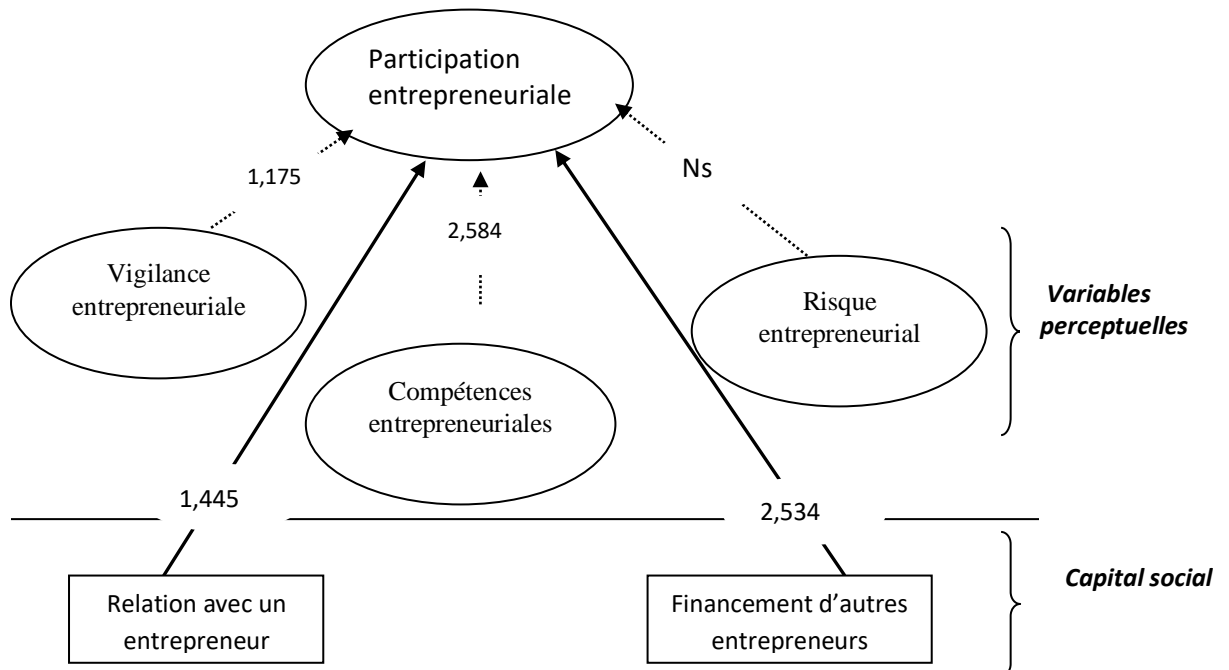 Participation
entrepreneuriale
1,175
Ns
2,584
Vigilance
entrepreneuriale
Risque
entrepreneurial
Variables
perceptuelles
Compétences
entrepreneuriales
1,445
2,534
Relation avec un
entrepreneur
Financement d’autres
entrepreneurs
Capital social